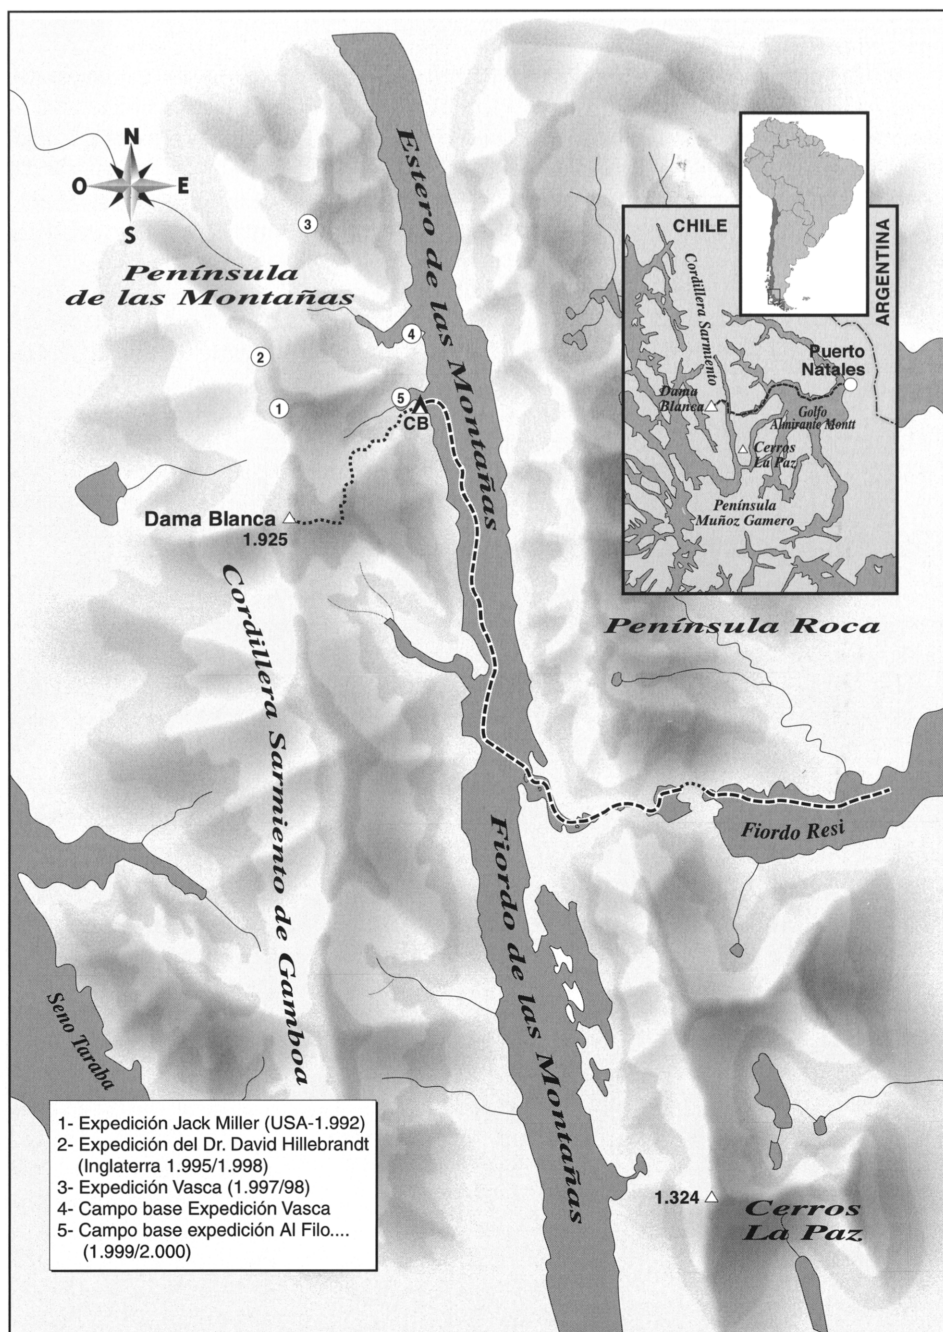 N
O
E
S
Península
de las Montañas
3
2
1
4
5
CB
Estero de las Montañas
Dama Blanca
1.925
Cordillera Sarmiento de Gamboa
Seno Taraba
Fiordo de las Montañas
Península Roca
Fiordo Resi
1.324
Cerros
La Paz
CHILE
ARGENTINA
Cordillera Sarmiento
Puerto
Natales
Dama
Blanca
Golfo
Almirante Montt
Cerros
La Paz
Península
Muñoz Gamero
1- Expedición Jack Miller (USA-1.992)
2- Expedición del Dr. David Hillebrandt
(Inglaterra 1.995/1.998)
3- Expedición Vasca (1.997/98)
4- Campo base Expedición Vasca
5- Campo base expedición Al Filo....
(1.999/2.000)